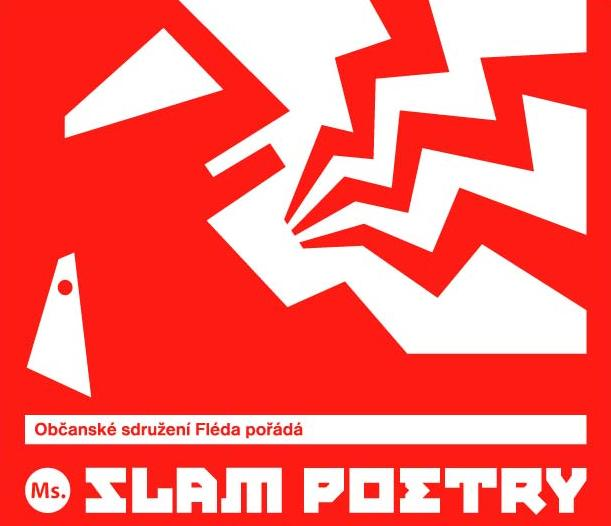 Občanské sdružení Fléda pořádá
Ms. SLAM POETRY